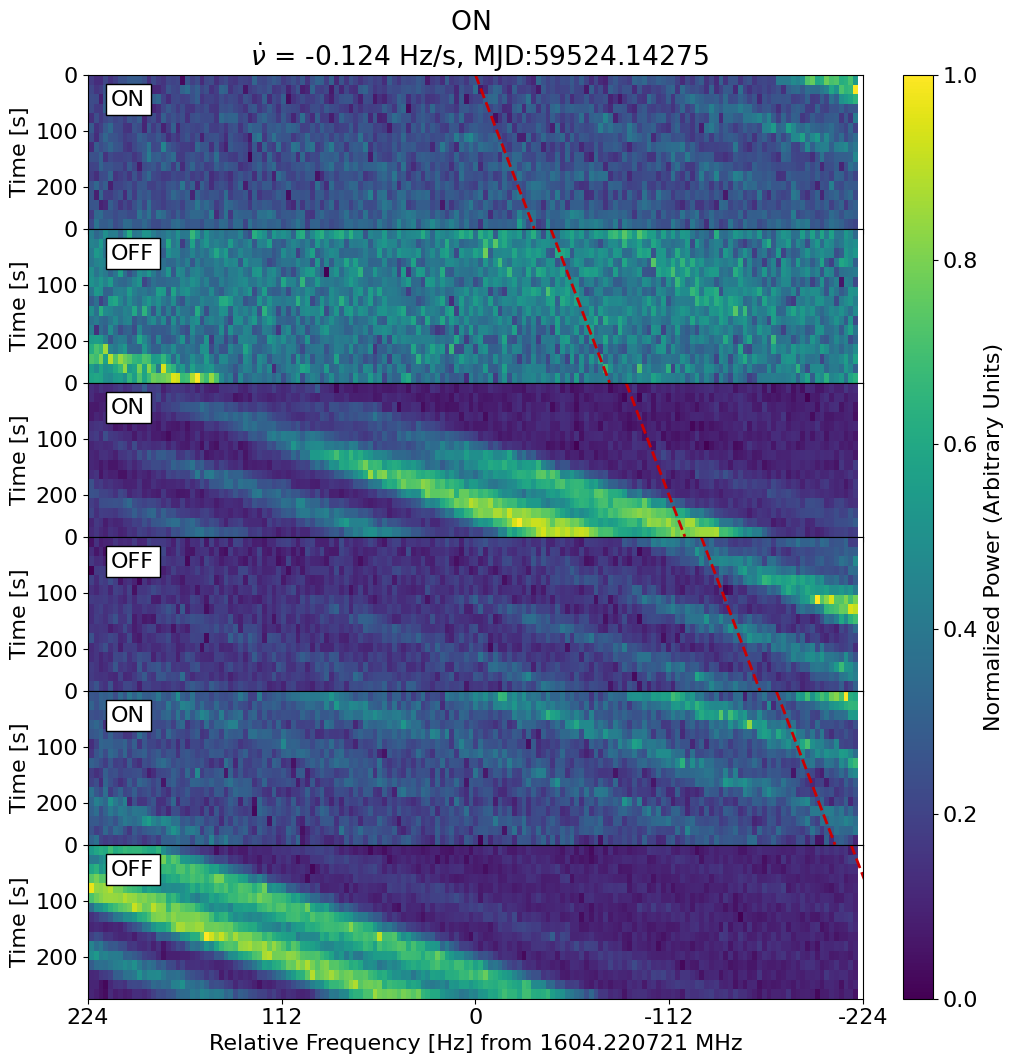 ON
ν̇ = -0.124 Hz/s, MJD:59524.14275
0
ON
Time [s]
100
200
0
OFF
Time [s]
100
200
0
ON
Time [s]
100
200
0
OFF
Time [s]
100
200
0
ON
Time [s]
100
200
0
OFF
Time [s]
100
200
224 112 0 -112 -224
Relative Frequency [Hz] from 1604.220721 MHz
1.0
0.8
0.6
0.4
0.2
0.0
Normalized Power (Arbitrary Units)